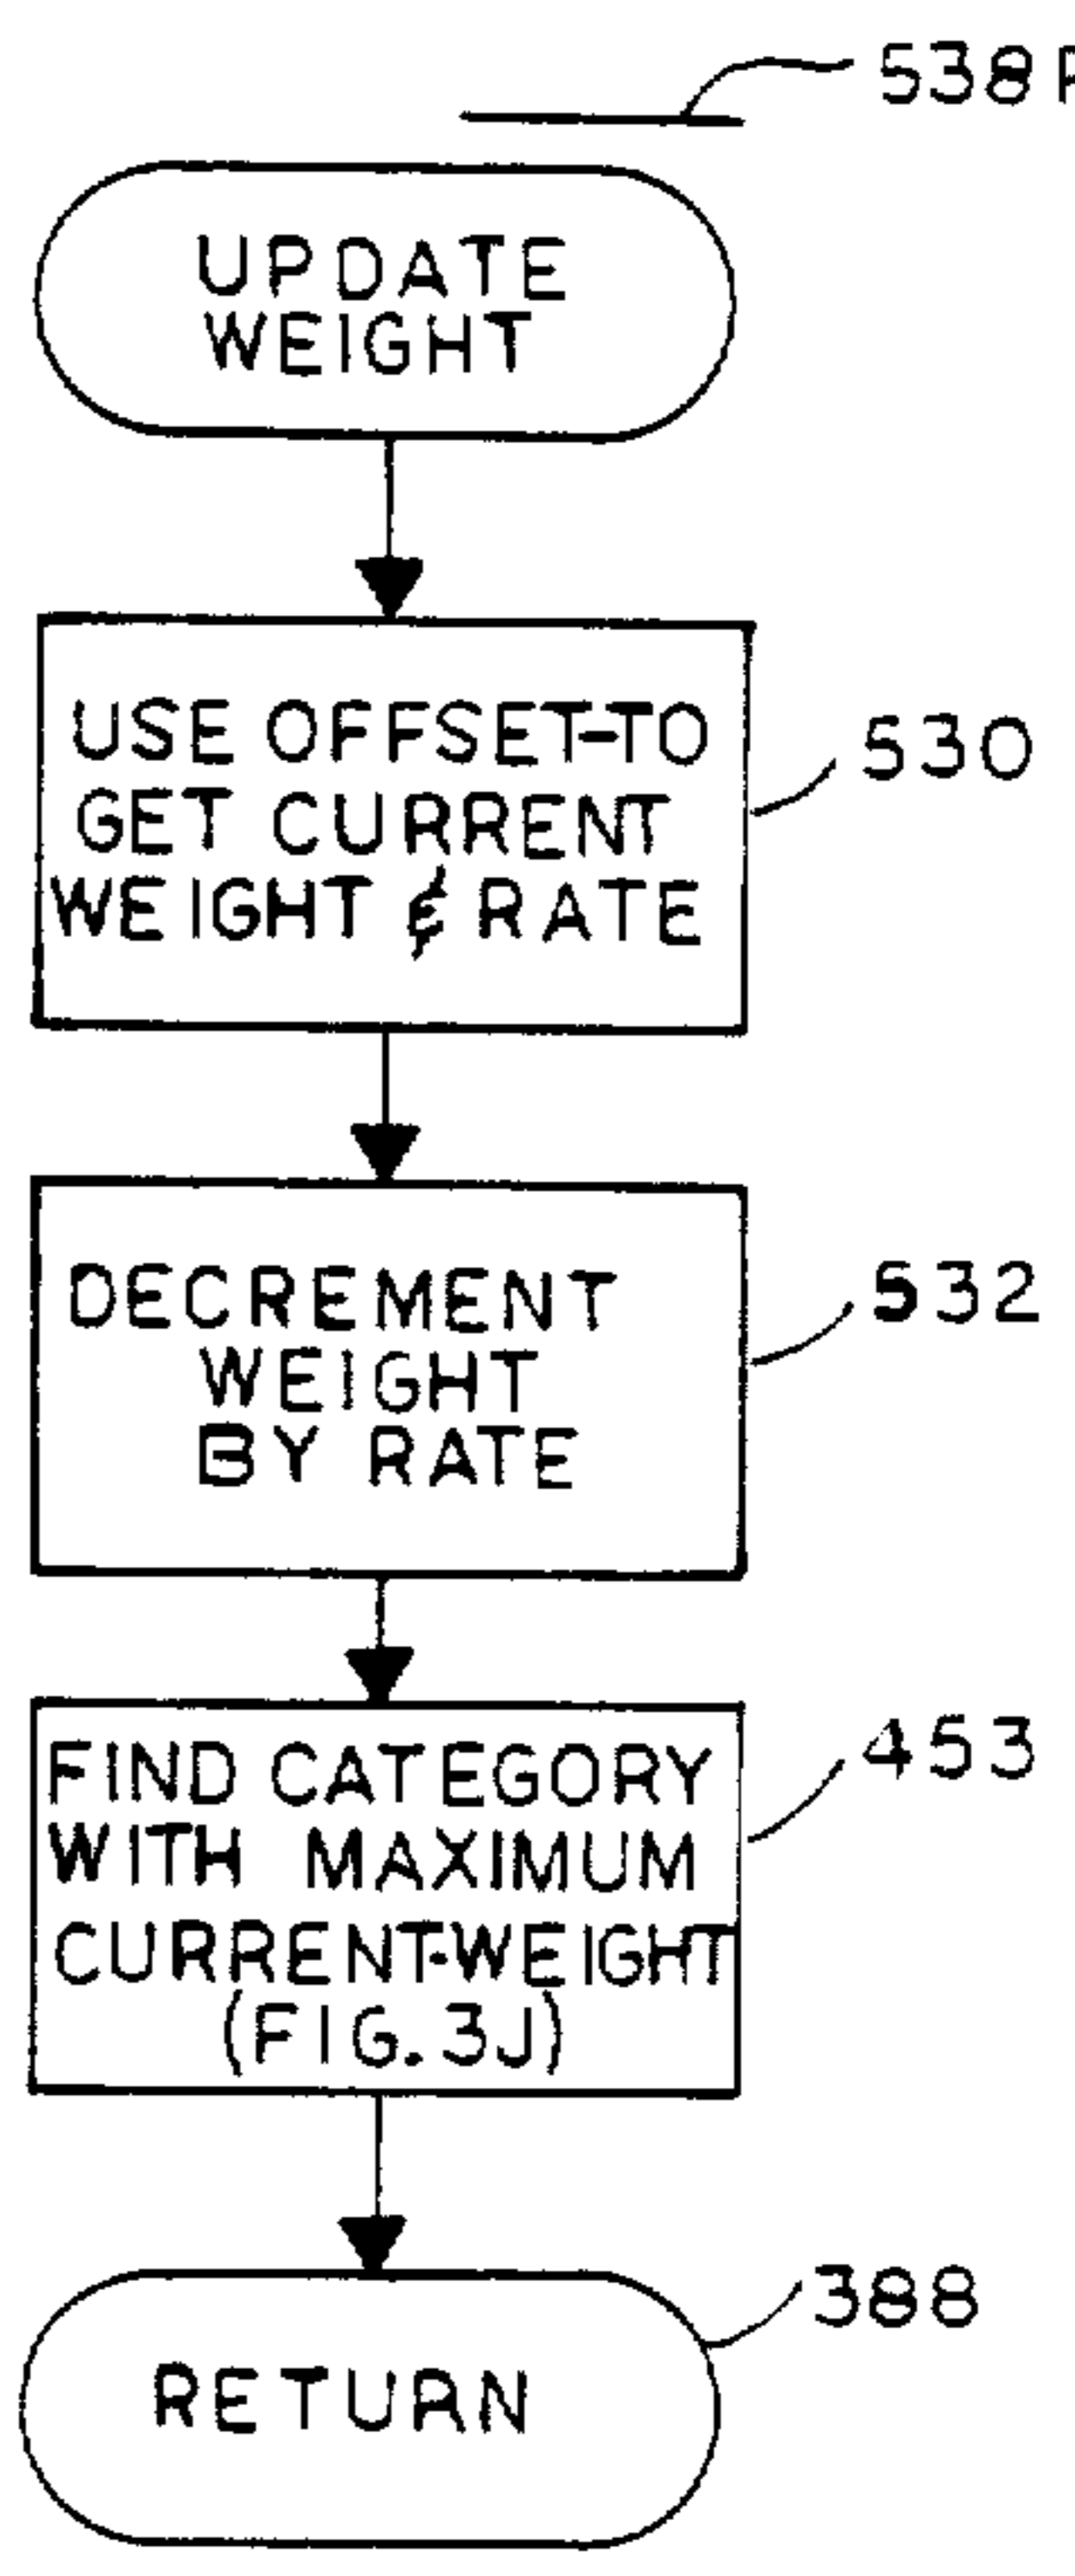 538
UPDATE
WEIGHT
USE OFFSET-TO
GET CURRENT
WEIGHT & RATE
530
DECREMENT
WEIGHT
BY RATE
532
FIND CATEGORY
WITH MAXIMUM
CURRENT-WEIGHT
(FIG. 3J)
453
RETURN
388